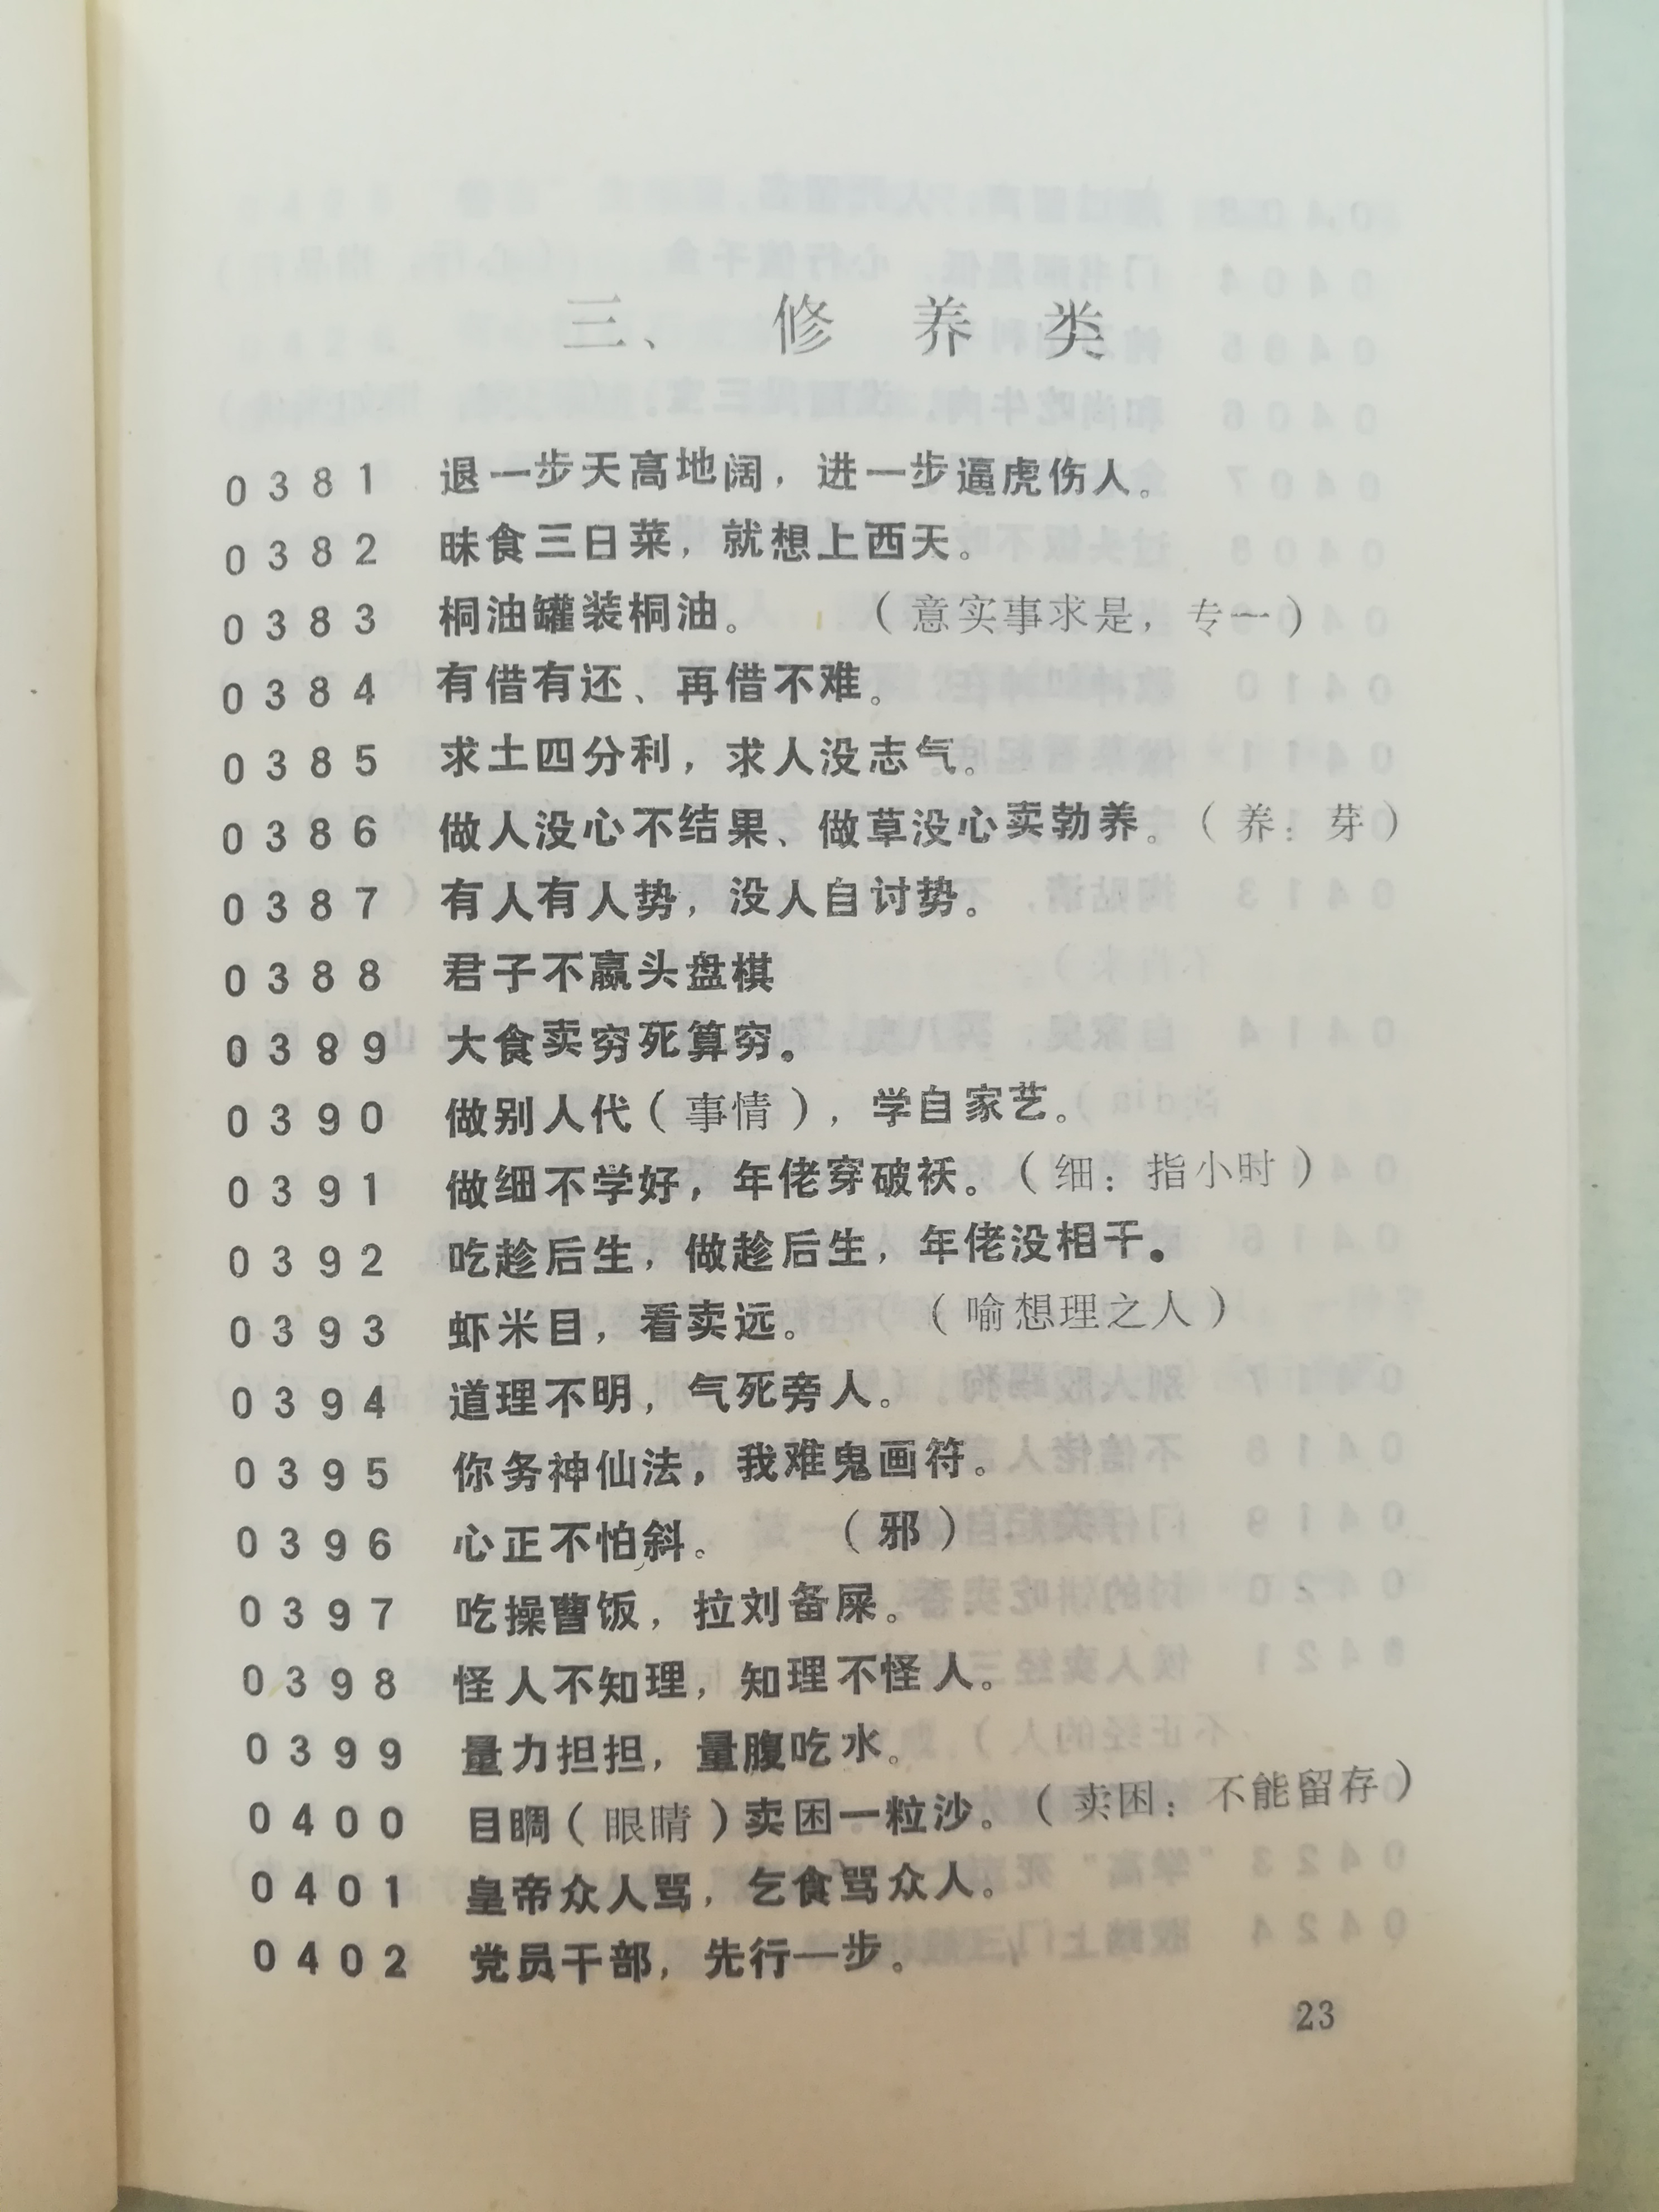 三、 修 养 类
0381 退一步天高地阔，进一步逼虎伤人。
0382 昧食三日菜，就想上西天。
0383 桐油罐装桐油。 （意实事求是，专一）
0384 有借有还、再借不难。
0385 求土四分利，求人没志气。
0386 做人没心不结果、做草没心卖勃养。（养：芽）
0387 有人有人势，没人自讨势。
0388 君子不赢头盘棋
0389 大食卖穷死算穷。
0390 做别人代（事情），学自家艺。
0391 做细不学好，年佬穿破袄。（细：指小时）
0392 吃趁后生，做趁后生，年佬没相干。
0393 虾米目，看卖远。 （喻想理之人）
0394 道理不明，气死旁人。
0395 你务神仙法，我难鬼画符。
0396 心正不怕斜。 （邪）
0397 吃操曹饭，拉刘备屎。
0398 怪人不知理，知理不怪人。
0399 量力担担，量腹吃水。
0400 目睭（眼睛）卖困一粒沙。（卖困：不能留存）
0401 皇帝众人骂，乞食骂众人。
0402 党员干部，先行一步。
23